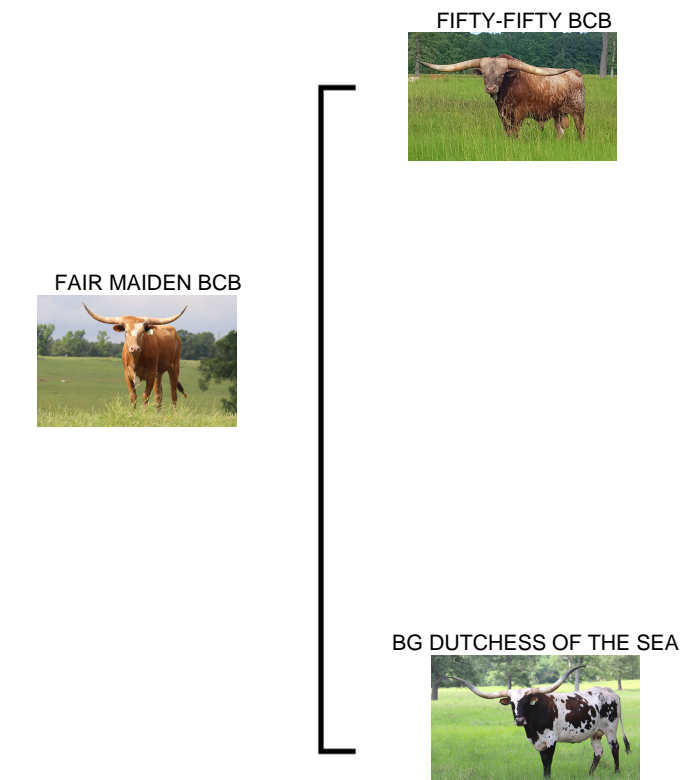 FIFTY-FIFTY BCB
FAIR MAIDEN BCB
BG DUTCHESS OF THE SEA